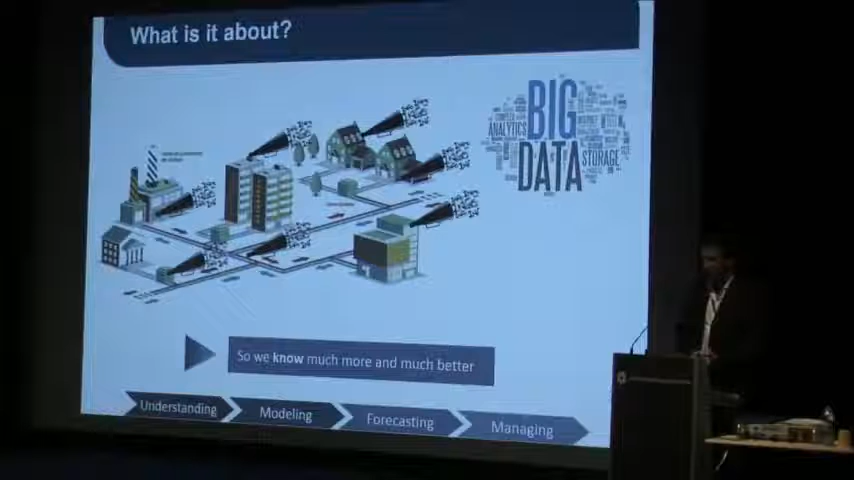 What is it about?
BIG
DATA
ANALYTICS
STORAGE
So we know much more and much better
Understanding
Modeling
Forecasting
Managing